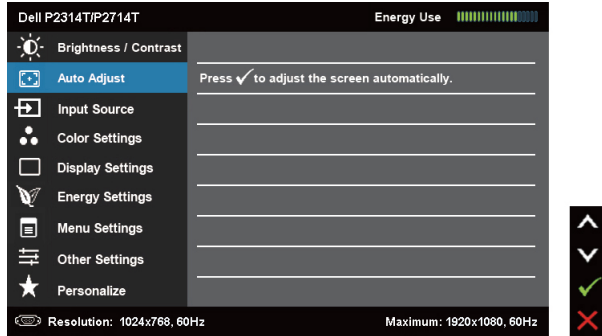 Dell P2314T/P2714T Energy Use
Brightness / Contrast
Auto Adjust Press ✓ to adjust the screen automatically.
Input Source
Color Settings
Display Settings
Energy Settings
Menu Settings
Other Settings
Personalize
Resolution: 1024x768, 60Hz Maximum: 1920x1080, 60Hz